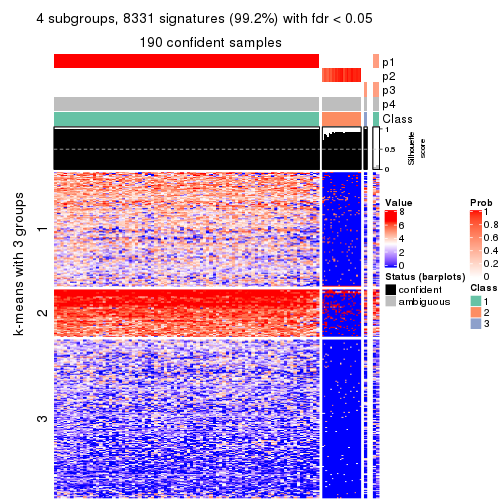 4 subgroups, 8331 signatures (99.2%) with fdr < 0.05
190 confident samples
p1
p2
p3
p4
Class
1
0.5
0
Silhouette
score
k-means with 3 groups
1
2
3
Value
8
6
4
2
0
Status (barplots)
confident
ambiguous
Prob
1
0.8
0.6
0.4
0.2
0
Class
1
2
3